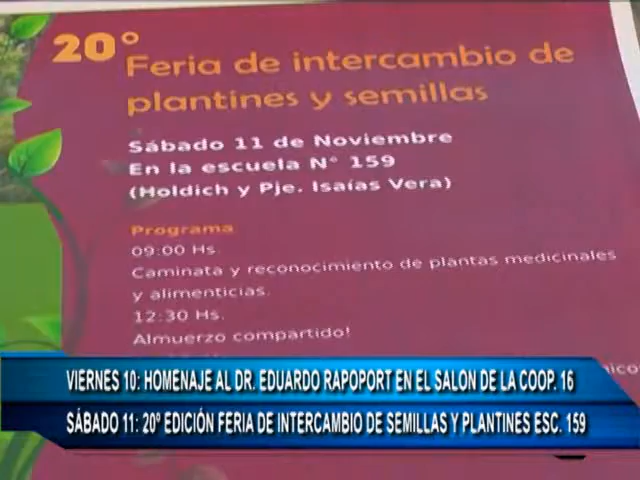 20° Feria de intercambio de
plantines y semillas
Sábado 11 de Noviembre
En la escuela N° 159
(Holdich y Pje. Isaías Vera)
Programa
09:00 Hs.
Caminata y reconocimiento de plantas medicinales
y alimenticias.
12:30 Hs.
Almuerzo compartido!
VIERNES 10: HOMENAJE AL DR. EDUARDO RAPOPORT EN EL SALON DE LA COOP. 16
SÁBADO 11: 20º EDICIÓN FERIA DE INTERCAMBIO DE SEMILLAS Y PLANTINES ESC. 159